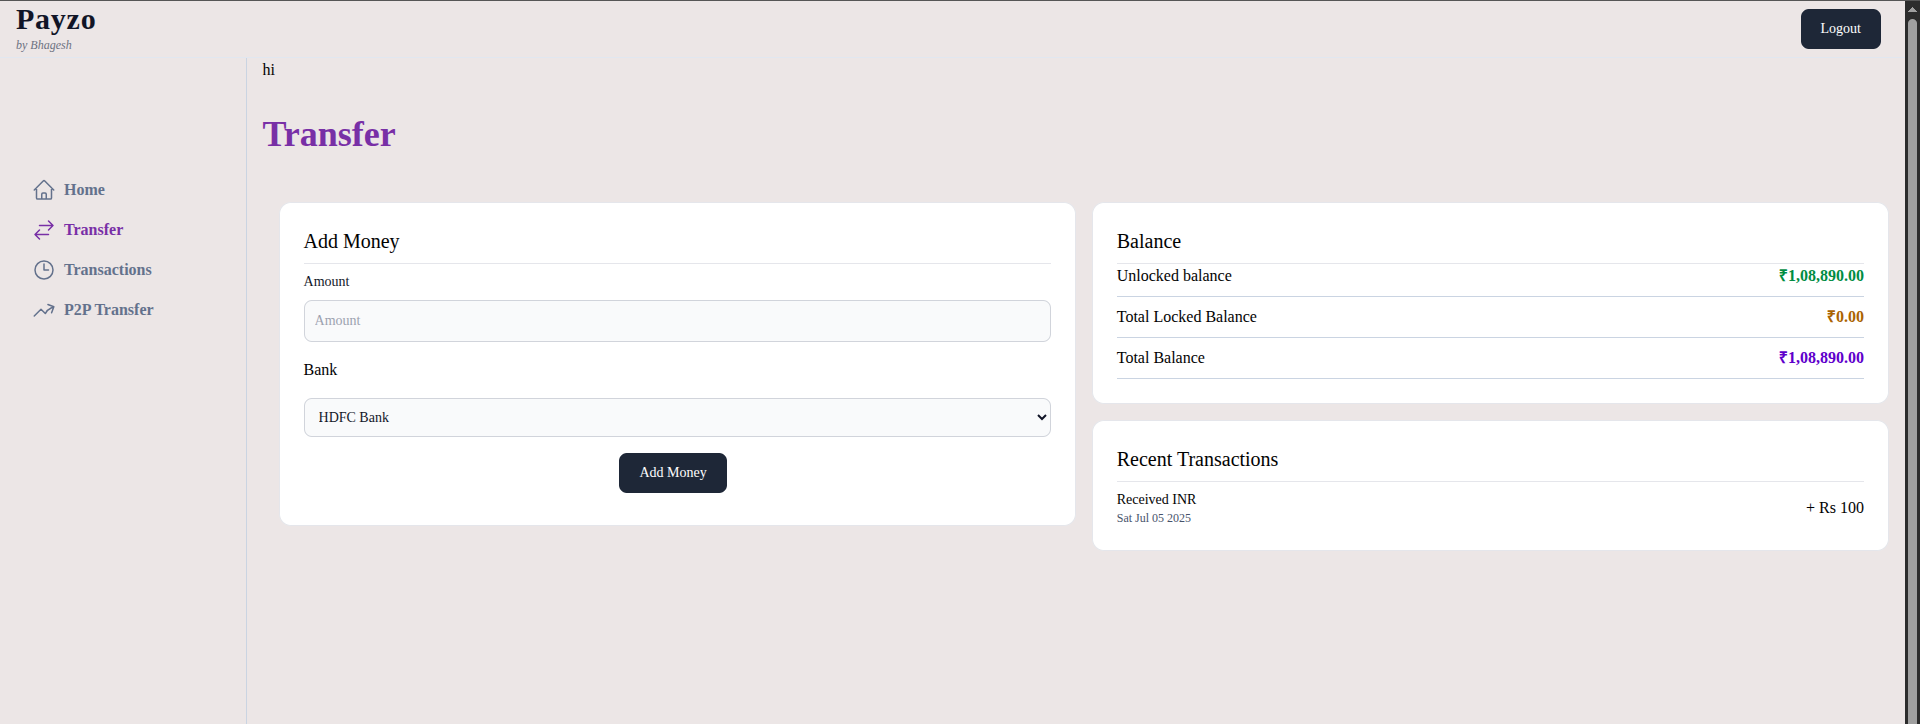 Payzo
by Bhagesh
Logout
hi
Transfer
Home
Transfer
Transactions
P2P Transfer
Add Money
Amount
Amount
Bank
HDFC Bank
Add Money
Balance
Unlocked balance ₹1,08,890.00
Total Locked Balance ₹0.00
Total Balance ₹1,08,890.00
Recent Transactions
Received INR
Sat Jul 05 2025
+ Rs 100